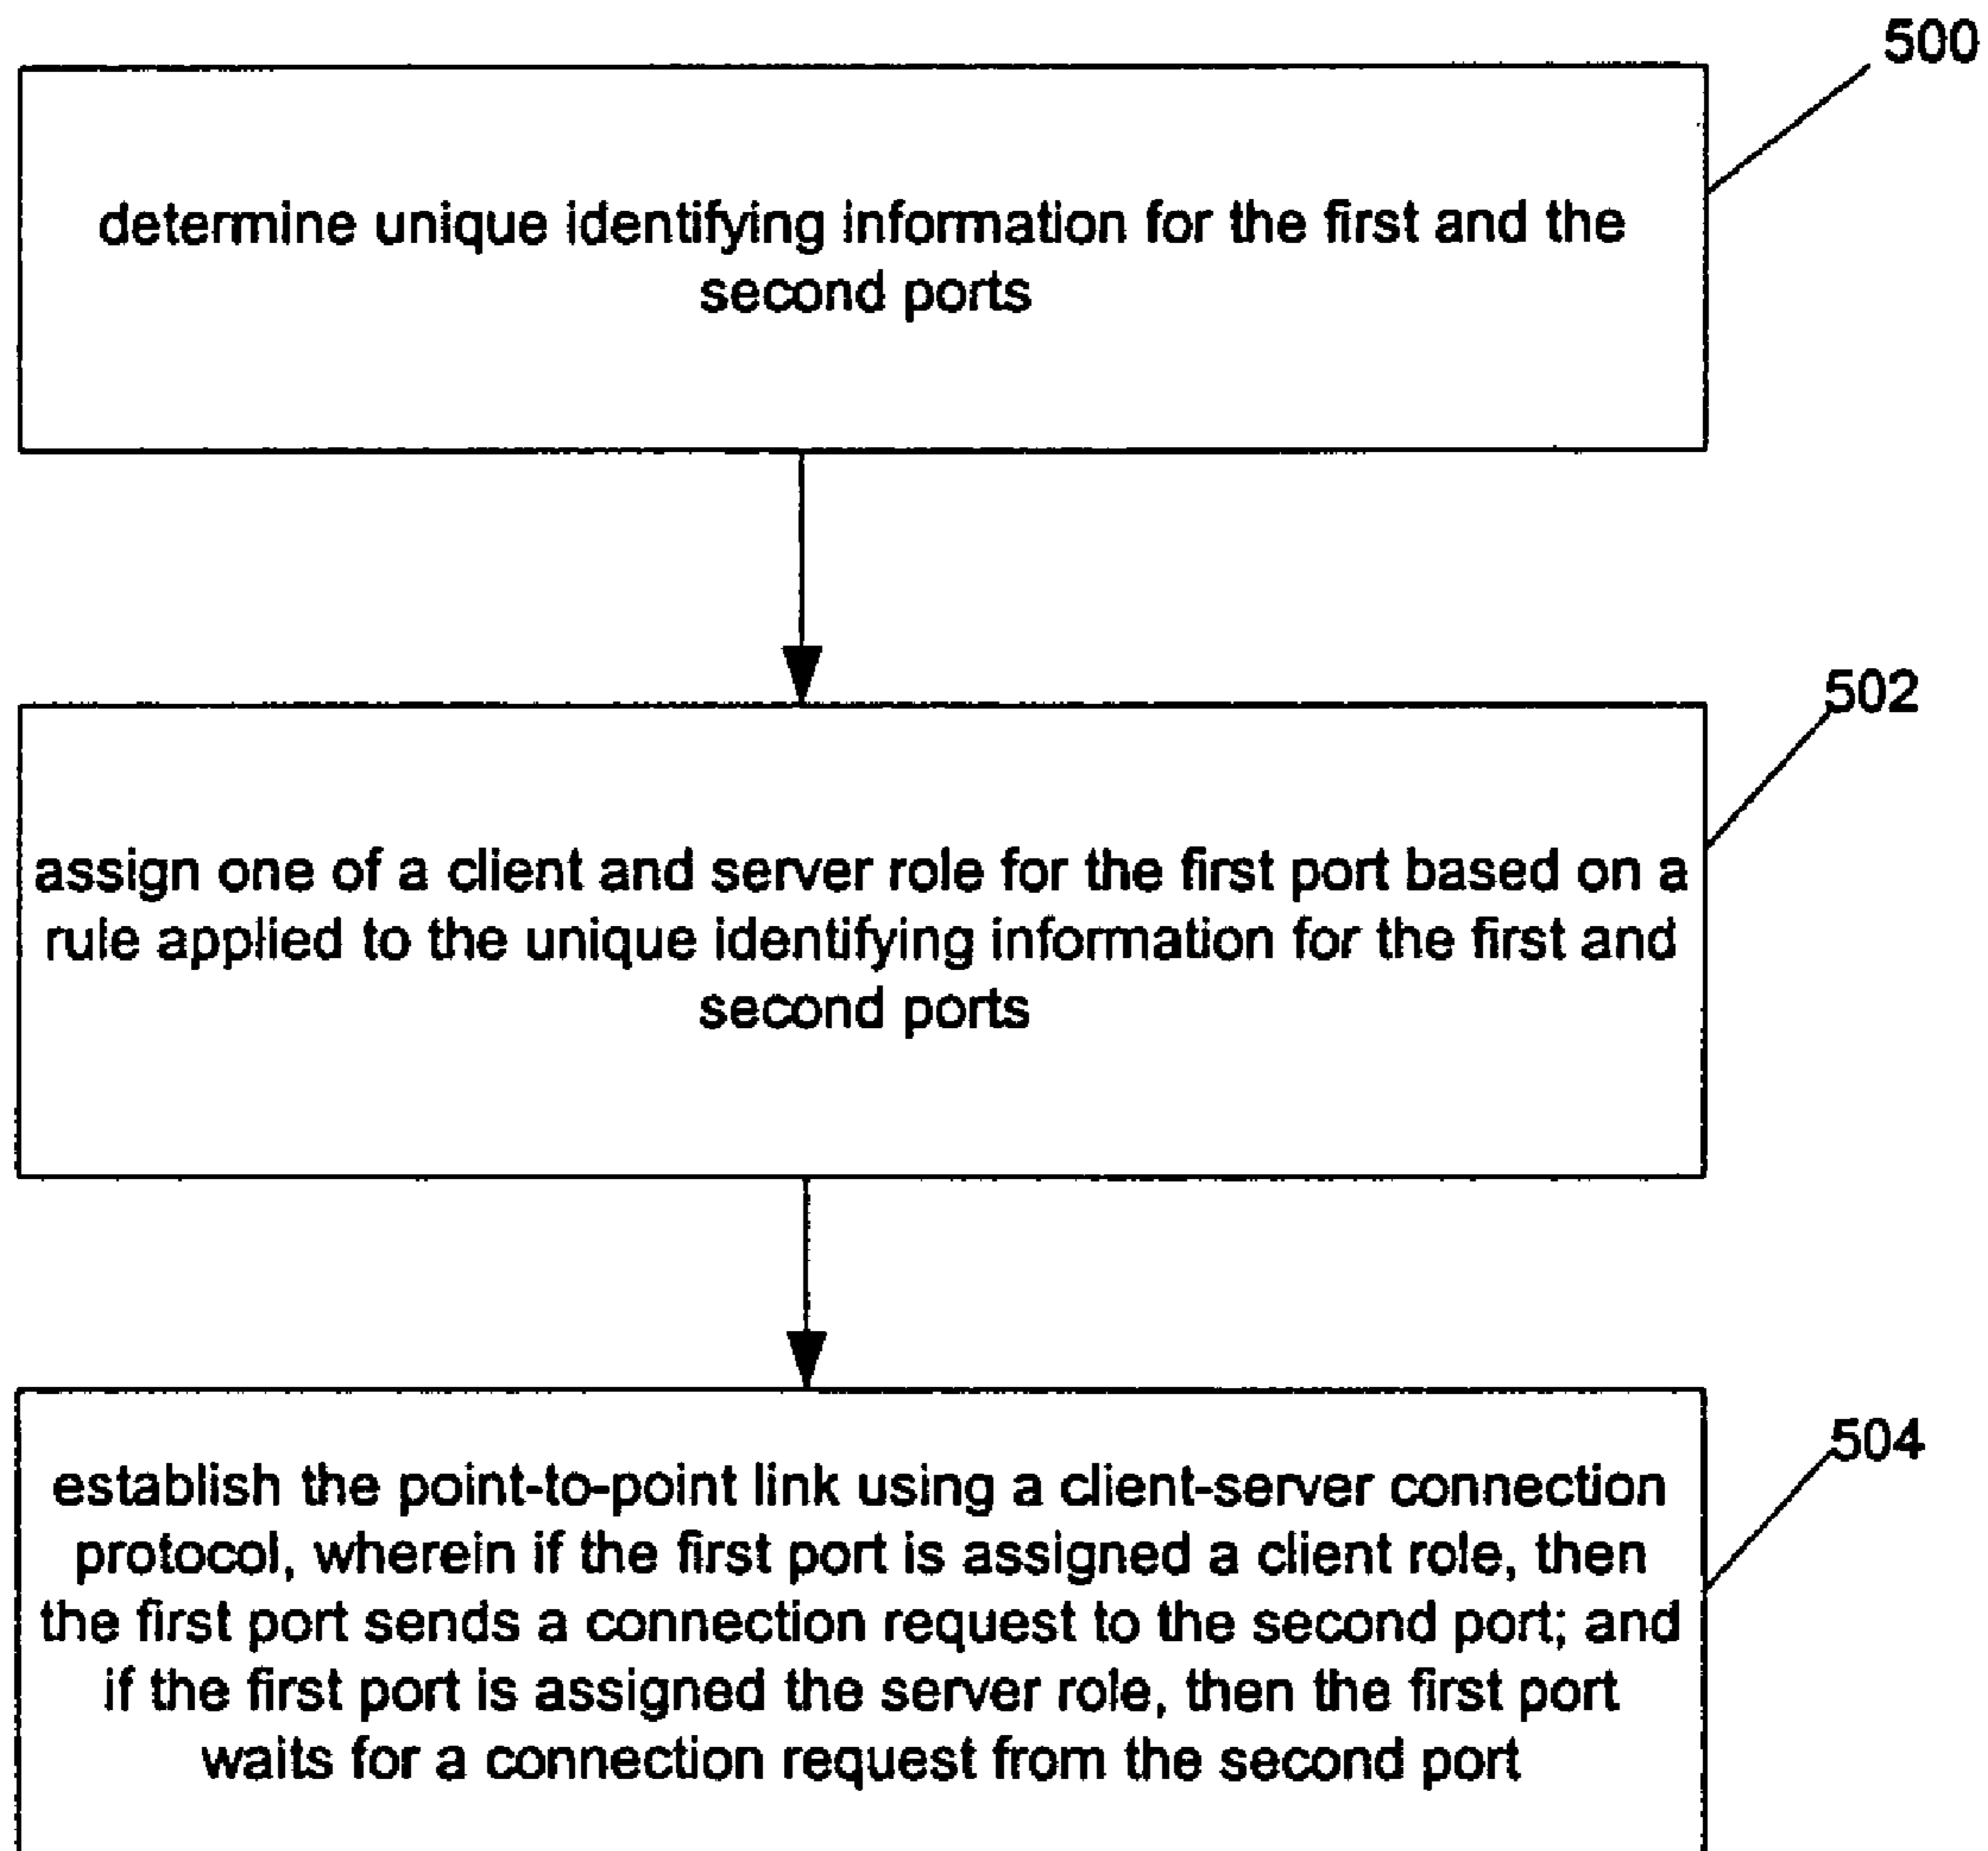 500
determine unique identifying information for the first and the
second ports
502
assign one of a client and server role for the first port based on a
rule applied to the unique identifying information for the first and
second ports
504
establish the point-to-point link using a client-server connection
protocol, wherein if the first port is assigned a client role, then
the first port sends a connection request to the second port; and
if the first port is assigned the server role, then the first port
waits for a connection request from the second port